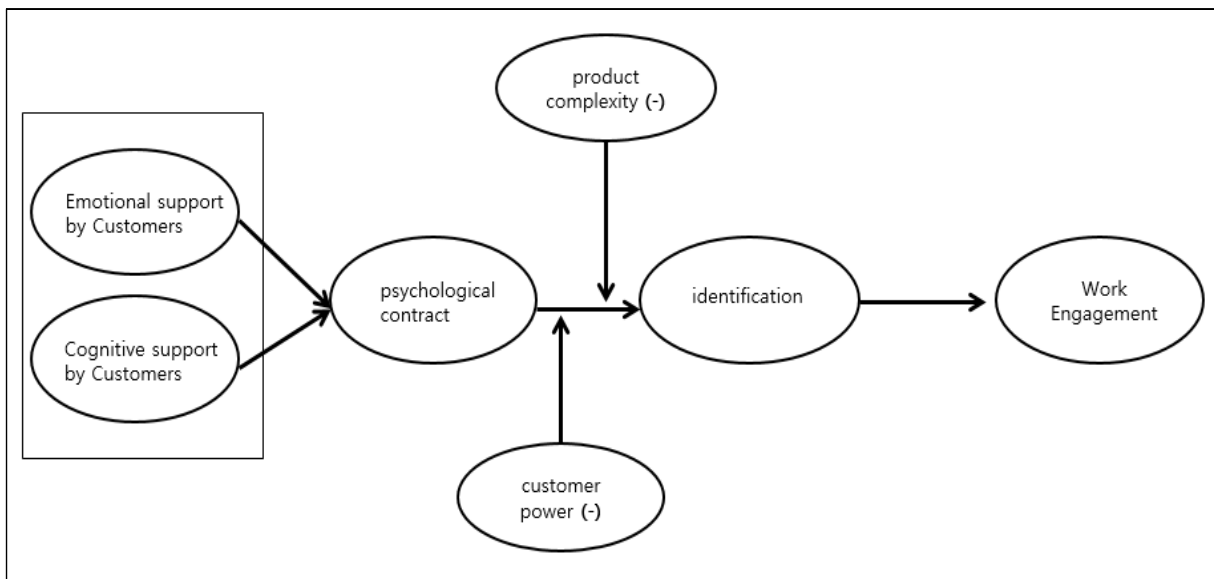 product
complexity (-)
Emotional support
by Customers
psychological
contract
identification
Work
Engagement
Cognitive support
by Customers
customer
power (-)